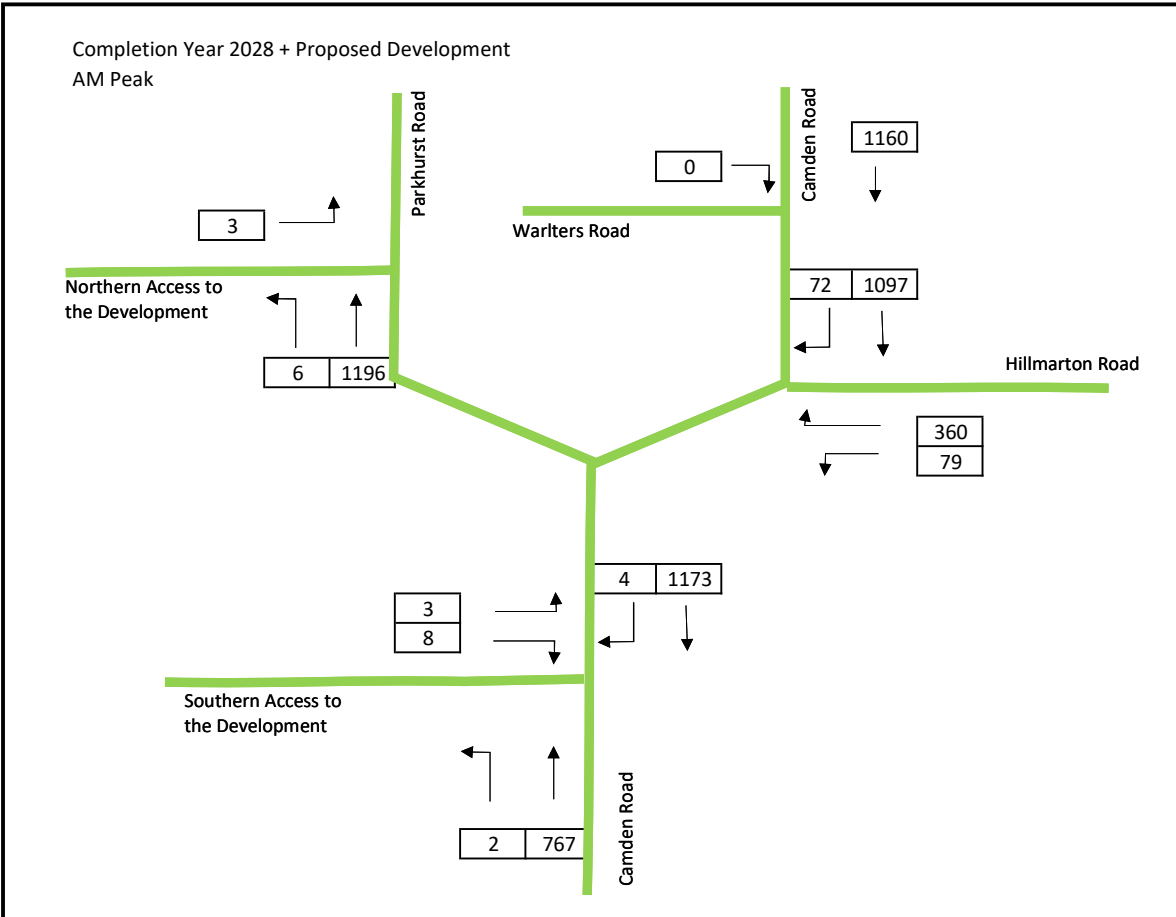 Completion Year 2028 + Proposed Development
AM Peak
Parkhurst Road
Camden Road
1160
0
3
Warlters Road
Northern Access to
the Development
72 1097
6 1196
Hillmarton Road
360
79
4 1173
3
8
Southern Access to
the Development
Camden Road
2 767